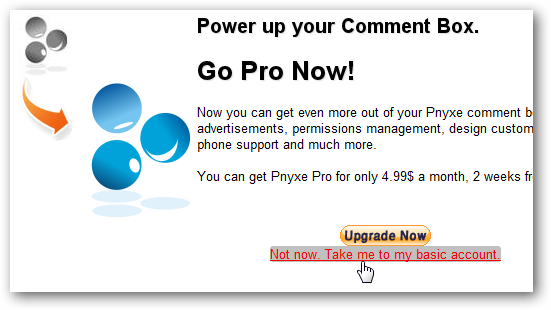 Power up your Comment Box.
Go Pro Now!
Now you can get even more out of your Pnyxe comment
advertisements, permissions management, design
phone support and much more.
You can get Pnyxe Pro for only 4.99$ a month, 2 weeks
Upgrade Now
Not now. Take me to my basic account.